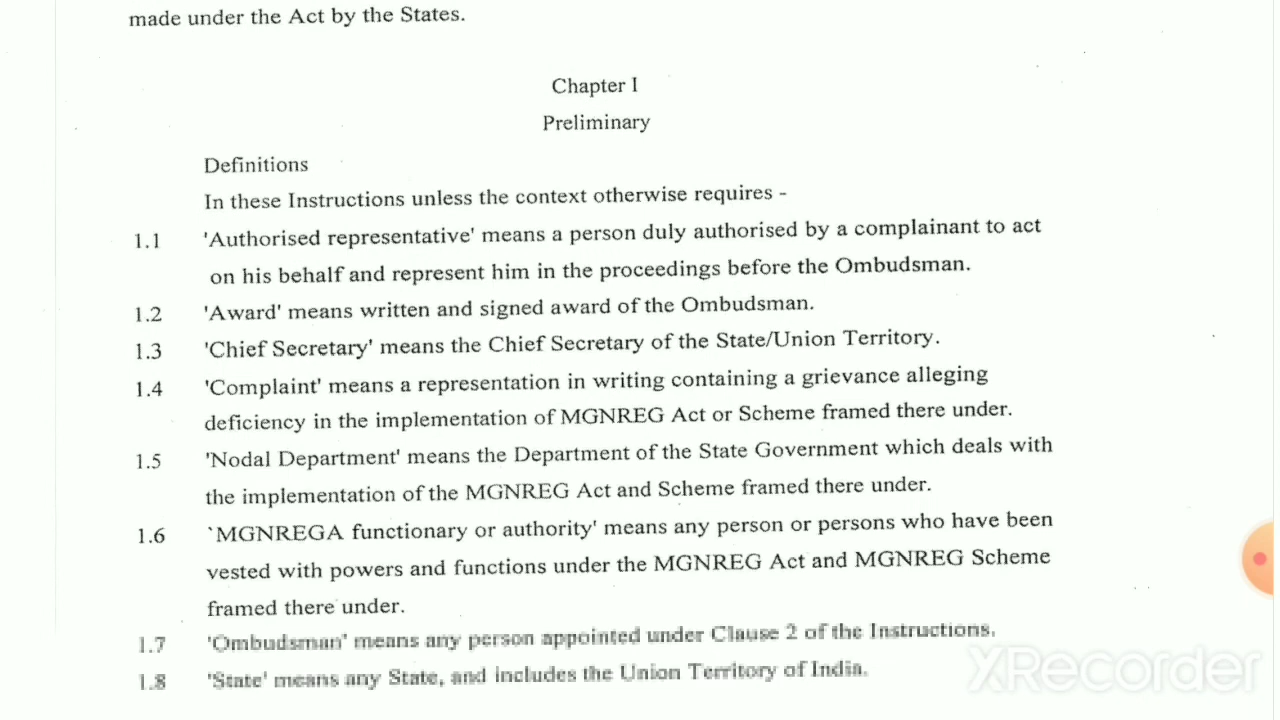 made under the Act by the States.
Chapter I
Preliminary
Definitions
In these Instructions unless the context otherwise requires -
1.1 'Authorised representative' means a person duly authorised by a complainant to act
on his behalf and represent him in the proceedings before the Ombudsman.
1.2 'Award' means written and signed award of the Ombudsman.
1.3 'Chief Secretary' means the Chief Secretary of the State/Union Territory.
1.4 'Complaint' means a representation in writing containing a grievance alleging
deficiency in the implementation of MGNREG Act or Scheme framed there under.
1.5 'Nodal Department' means the Department of the State Government which deals with
the implementation of the MGNREG Act and Scheme framed there under.
1.6 `MGNREGA functionary or authority' means any person or persons who have been
vested with powers and functions under the MGNREG Act and MGNREG Scheme
framed there under.
1.7 'Ombudsman' means any person appointed under Clause 2 of the Instructions.
1.8 'State' means any State, and includes the Union Territory of India.
XRecorder